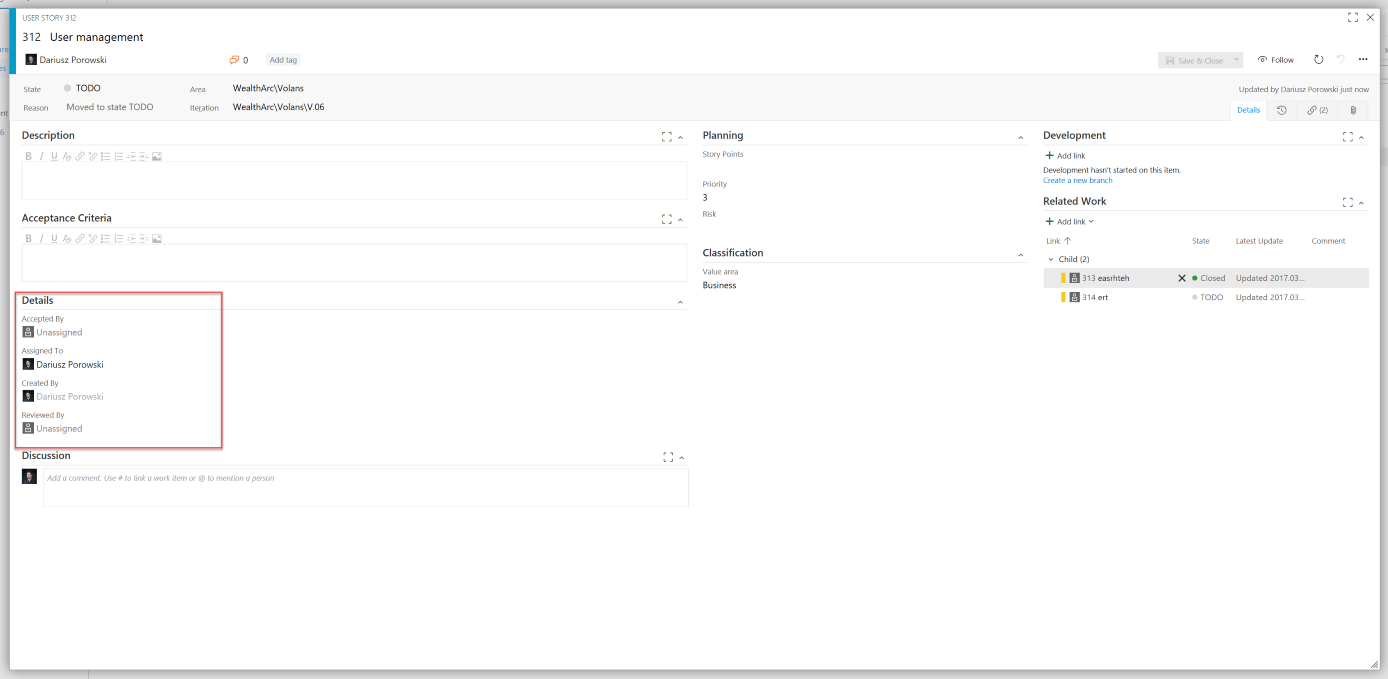 USER STORY 312
312 User management
Dariusz Porowski
0
Add tag
Save & Close
Follow
State
TODO
Area
WealthArc\Volans
Updated by Dariusz Porowski just now
Reason
Moved to state TODO
Iteration
WealthArc\Volans\V.06
Details
(2)
Description
B I U
Acceptance Criteria
B I U
Details
Accepted By
Unassigned
Assigned To
Dariusz Porowski
Created By
Dariusz Porowski
Reviewed By
Unassigned
Discussion
Add a comment. Use # to link a work item or @ to mention a person
Planning
Story Points
Priority
3
Risk
Classification
Value area
Business
Development
Add link
Development hasn't started on this item.
Create a new branch
Related Work
Add link
Link State Latest Update Comment
Child (2)
313 easrhteh Closed Updated 2017.03...
314 ert TODO Updated 2017.03...